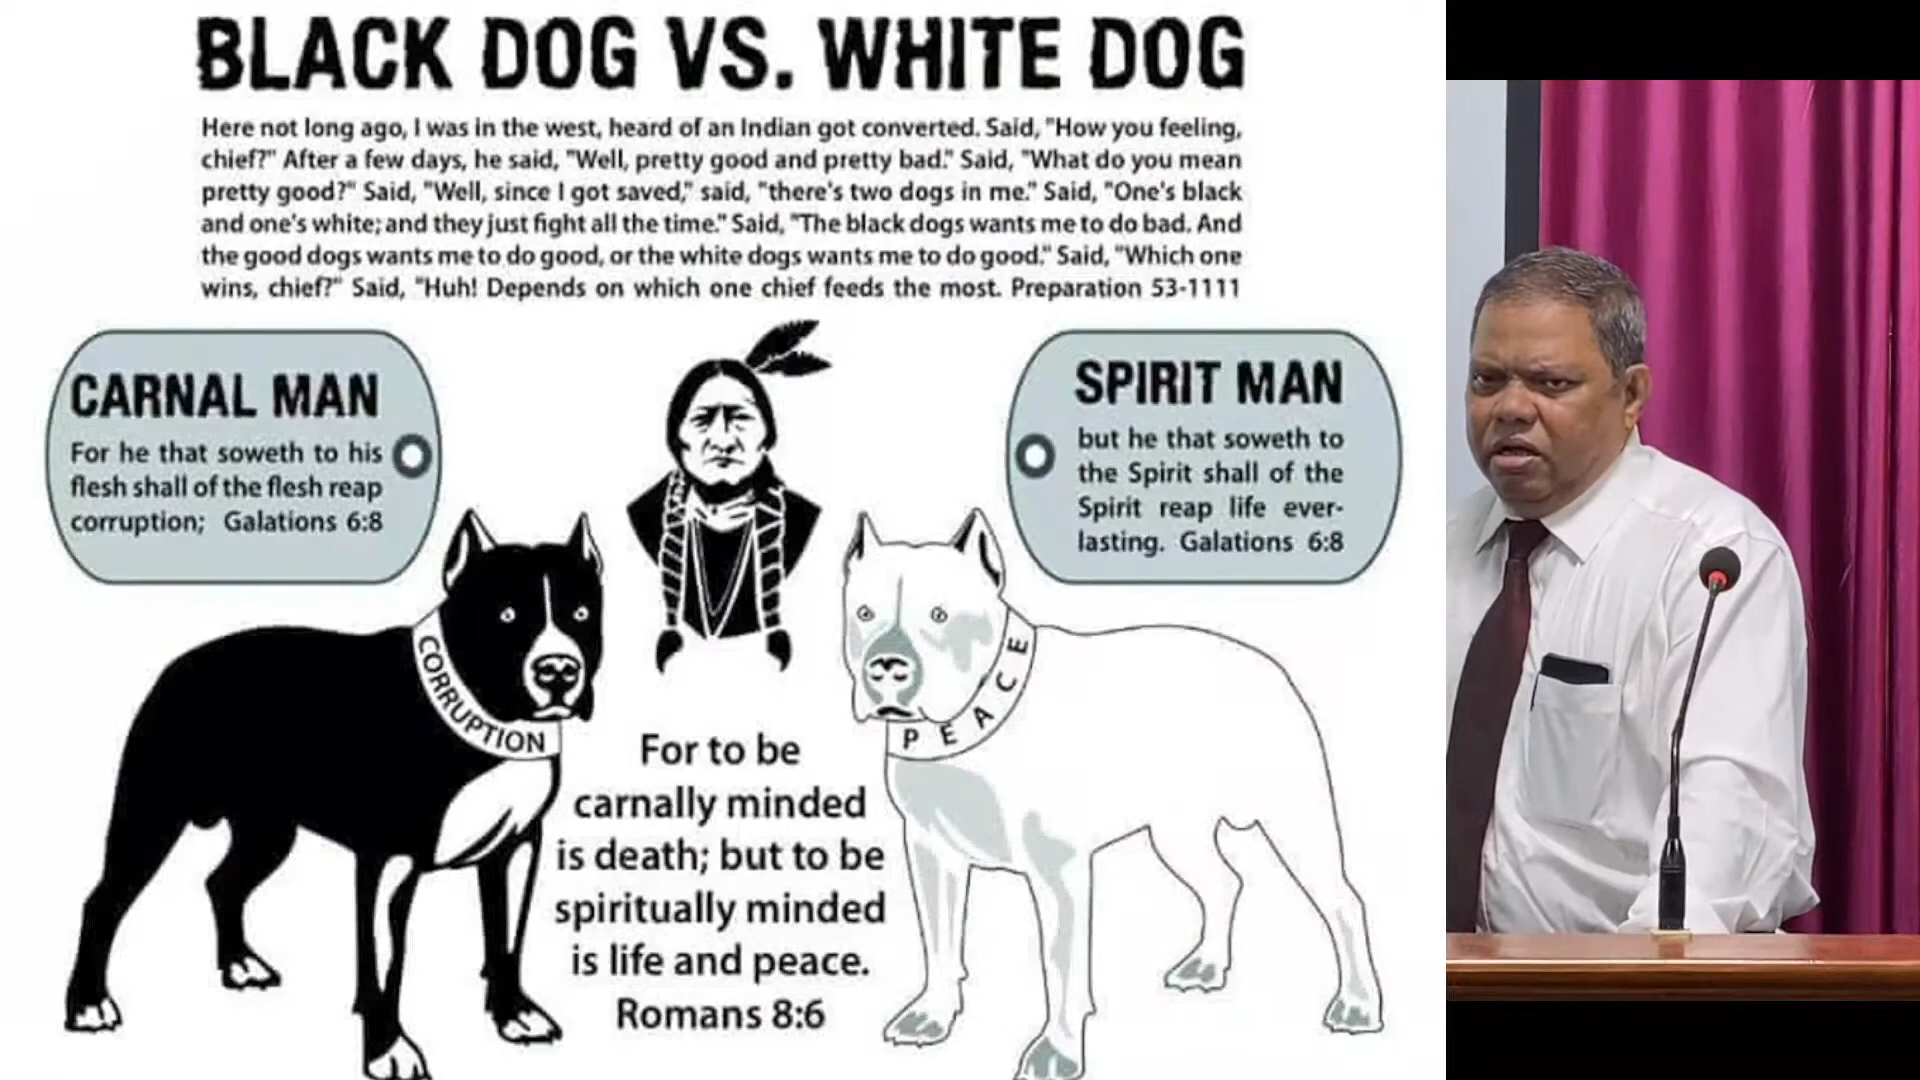 BLACK DOG VS. WHITE DOG
Here not long ago, I was in the west, heard of an Indian got converted. Said, "How you feeling,
chief?" After a few days, he said, "Well, pretty good and pretty bad." Said, "What do you mean
pretty good?" Said, "Well, since I got saved," said, "there's two dogs in me." Said, "One's black
and one's white; and they just fight all the time." Said, "The black dogs wants me to do bad. And
the good dogs wants me to do good, or the white dogs wants me to do good." Said, "Which one
wins, chief?" Said, "Huh! Depends on which one chief feeds the most. Preparation 53-1111
CARNAL MAN
For he that soweth to his
flesh shall of the flesh reap
corruption; Galations 6:8
SPIRIT MAN
but he that soweth to
the Spirit shall of the
Spirit reap life ever-
lasting. Galations 6:8
CORRUPTION
PEACE
For to be
carnally minded
is death; but to be
spiritually minded
is life and peace.
Romans 8:6